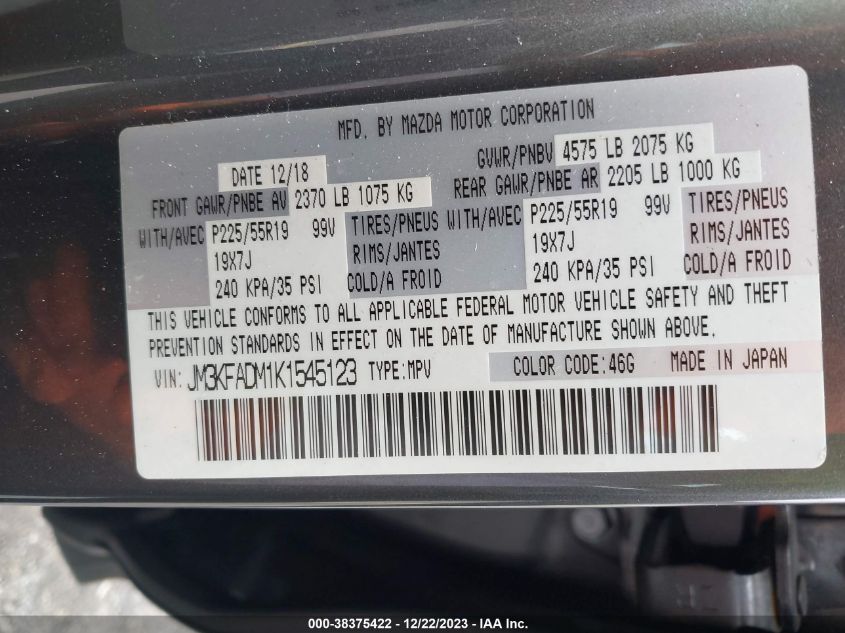 MFD. BY MAZDA MOTOR CORPORATION
DATE 12/18 GVWR/PNBV 4575 LB 2075 KG
FRONT GAWR/PNBE AV 2370 LB 1075 KG REAR GAWR/PNBE AR 2205 LB 1000 KG
WITH/AVEC P225/55R19 99V TIRES/PNEUS WITH/AVEC P225/55R19 99V TIRES/PNEUS
19X7J RIMS/JANTES 19X7J RIMS/JANTES
240 KPA/35 PSI COLD/A FROID 240 KPA/35 PSI COLD/A FROID
THIS VEHICLE CONFORMS TO ALL APPLICABLE FEDERAL MOTOR VEHICLE SAFETY AND THEFT
PREVENTION STANDARDS IN EFFECT ON THE DATE OF MANUFACTURE SHOWN ABOVE.
VIN: JM3KFADM1K1545123 TYPE:MPV COLOR CODE:46G MADE IN JAPAN
000-38375422 - 12/22/2023 - IAA Inc.